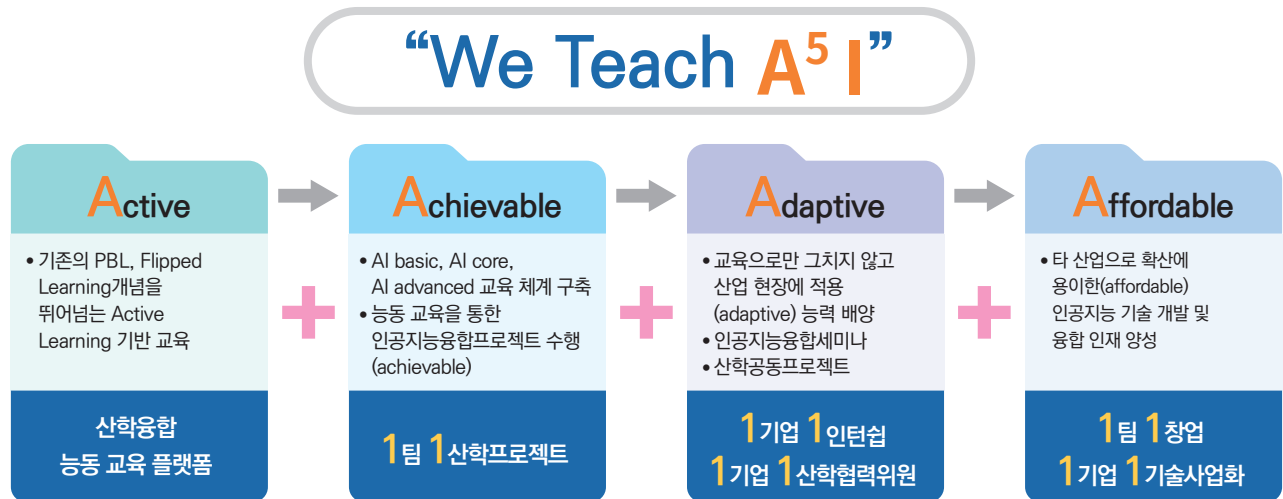 “We Teach A⁵ I”
Active
• 기존의 PBL, Flipped
Learning개념을
뛰어넘는 Active
Learning 기반 교육
산학융합
능동 교육 플랫폼
Achievable
• AI basic, AI core,
AI advanced 교육 체계 구축
• 능동 교육을 통한
인공지능융합프로젝트 수행
(achievable)
1팀 1산학프로젝트
Adaptive
• 교육으로만 그치지 않고
산업 현장에 적용
(adaptive) 능력 배양
• 인공지능융합세미나
• 산학공동프로젝트
1기업 1인턴쉽
1기업 1산학협력위원
Affordable
• 타 산업으로 확산에
용이한(affordable)
인공지능 기술 개발 및
융합 인재 양성
1팀 1창업
1기업 1기술사업화